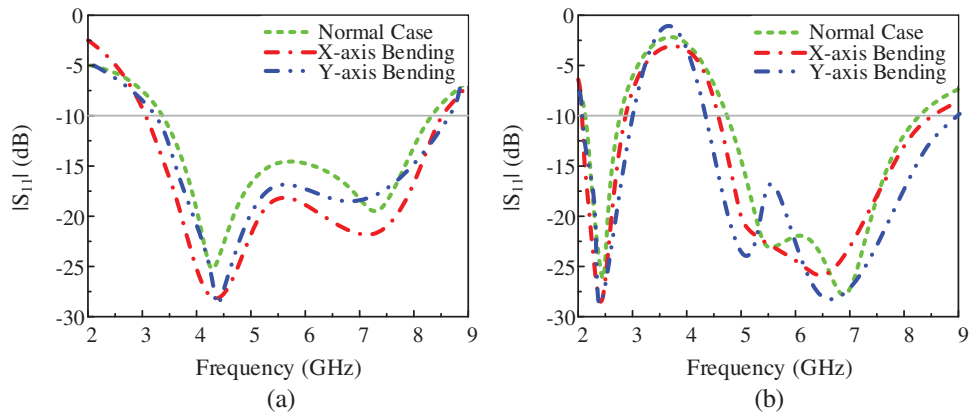 0
-5
-10
-15
-20
-25
-30
|S₁₁| (dB)
Normal Case
X-axis Bending
Y-axis Bending
2 3 4 5 6 7 8 9
Frequency (GHz)
(a)
0
-5
-10
-15
-20
-25
-30
|S₁₁| (dB)
Normal Case
X-axis Bending
Y-axis Bending
2 3 4 5 6 7 8 9
Frequency (GHz)
(b)